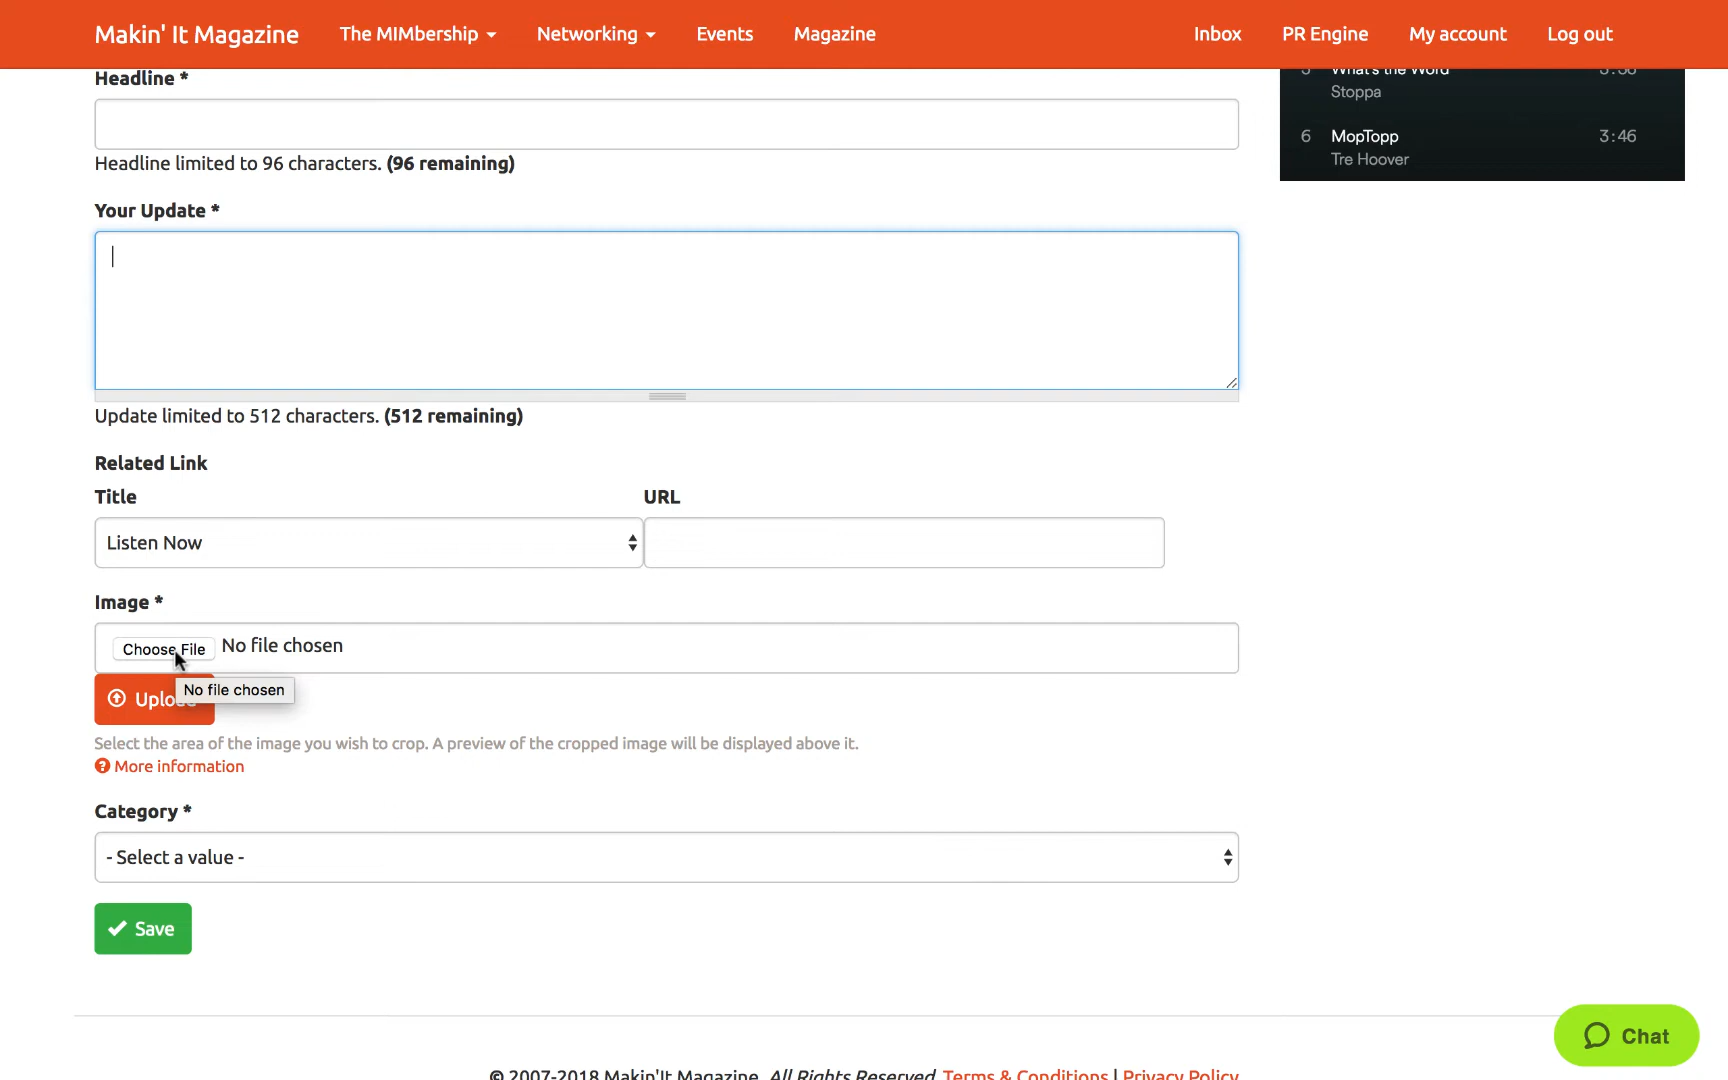 Makin' It Magazine The MIMbership Networking Events Magazine Inbox PR Engine My account Log out
Headline *
Headline limited to 96 characters. (96 remaining)
Your Update *
Update limited to 512 characters. (512 remaining)
Related Link
Title URL
Listen Now
Image *
Choose File No file chosen
No file chosen
Select the area of the image you wish to crop. A preview of the cropped image will be displayed above it.
More information
Category *
- Select a value -
Save
What's the Word
Stoppa
6 MopTopp 3:46
Tre Hoover
Chat
© 2007-2018 Makin'It Magazine. All Rights Reserved. Terms & Conditions | Privacy Policy